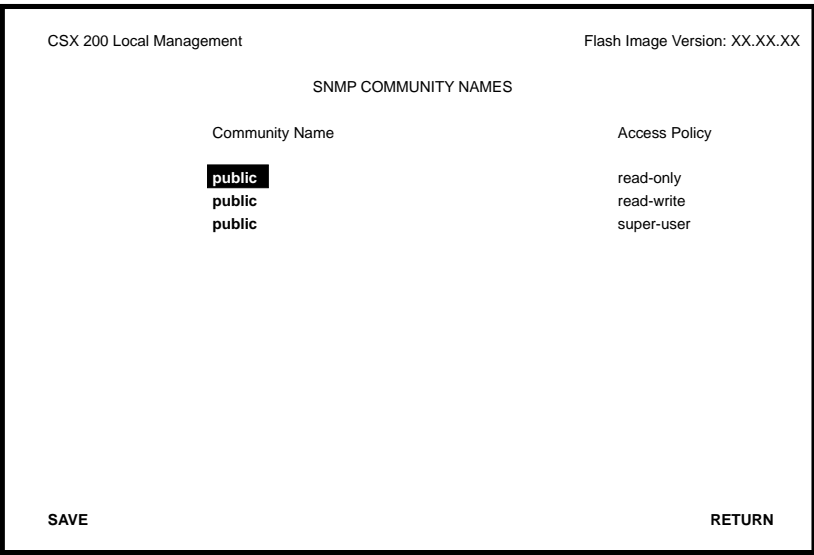 CSX 200 Local Management Flash Image Version: XX.XX.XX
SNMP COMMUNITY NAMES
Community Name Access Policy
public read-only
public read-write
public super-user
SAVE RETURN